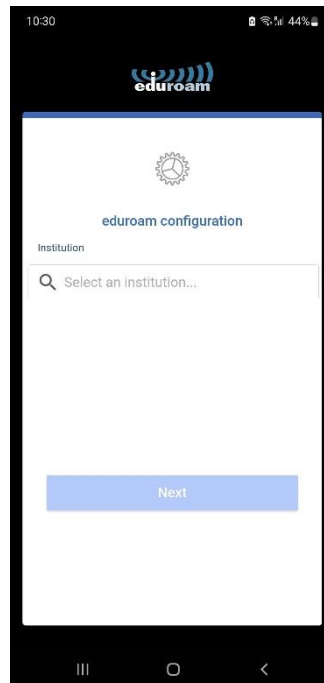 10:30
44%
eduroam
eduroam configuration
Institution
Select an institution...
Next